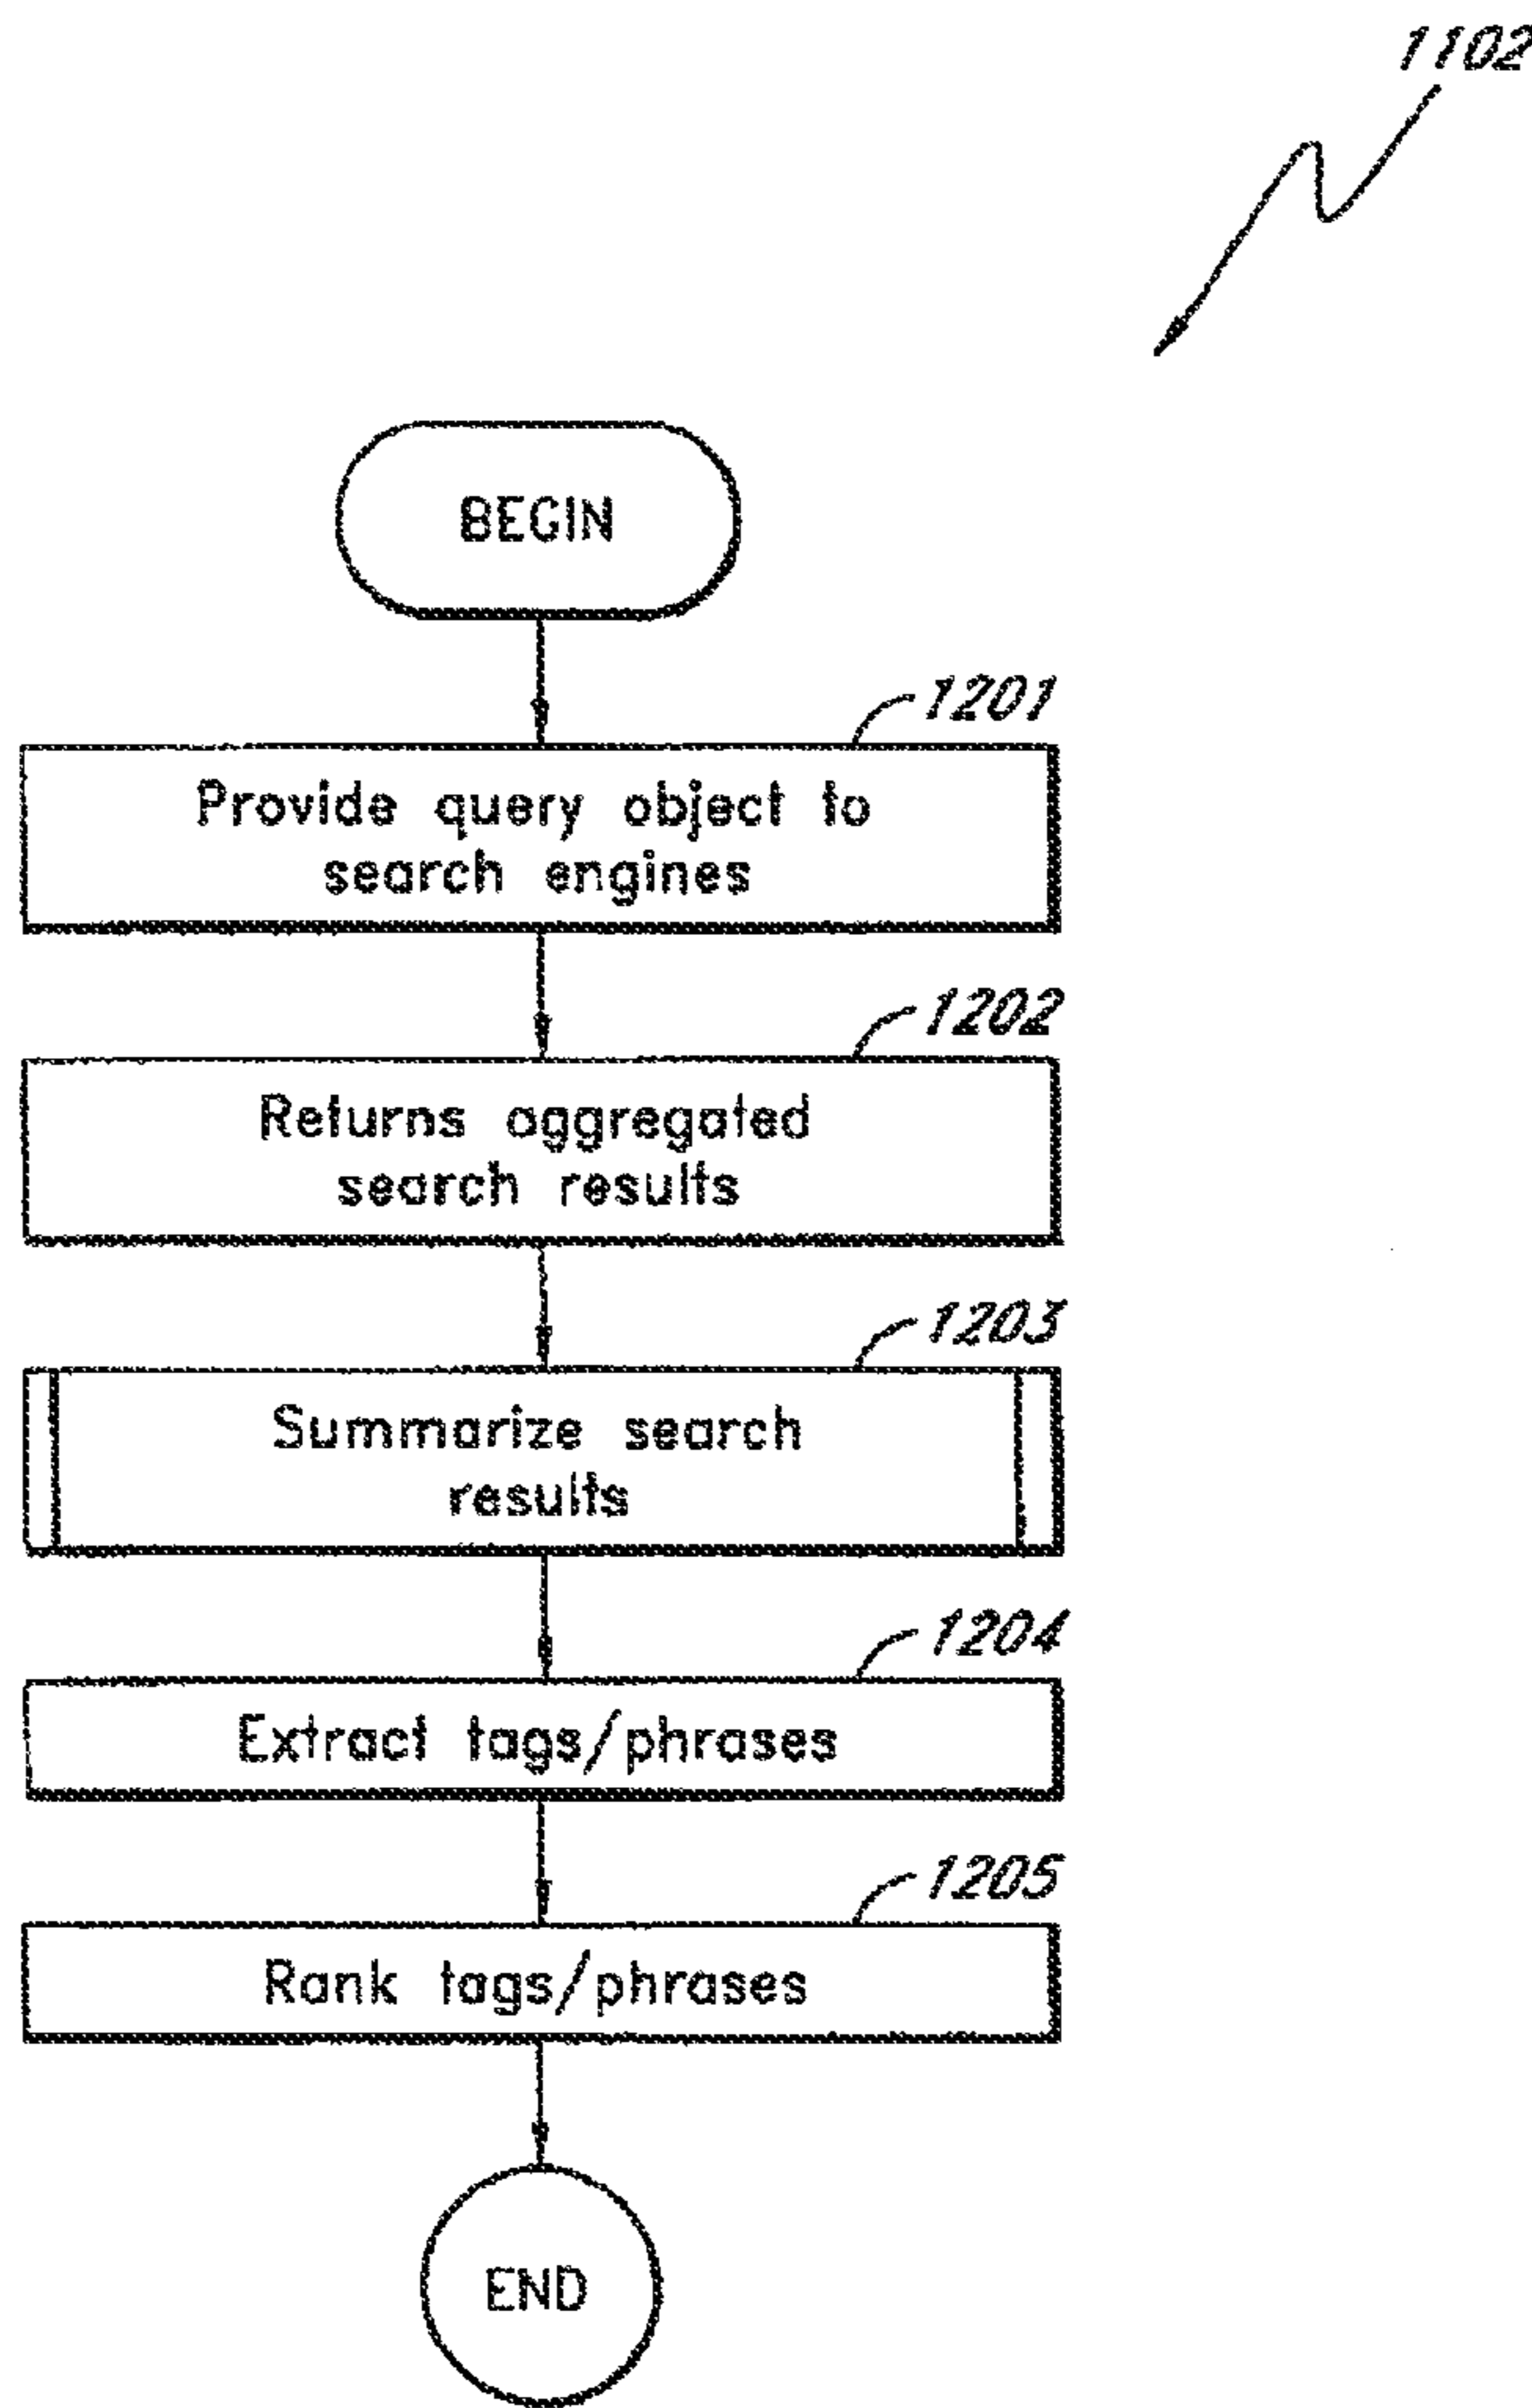 1102
BEGIN
1201
Provide query object to
search engines
1202
Returns aggregated
search results
1203
Summarize search
results
1204
Extract tags/phrases
1205
Rank tags/phrases
END